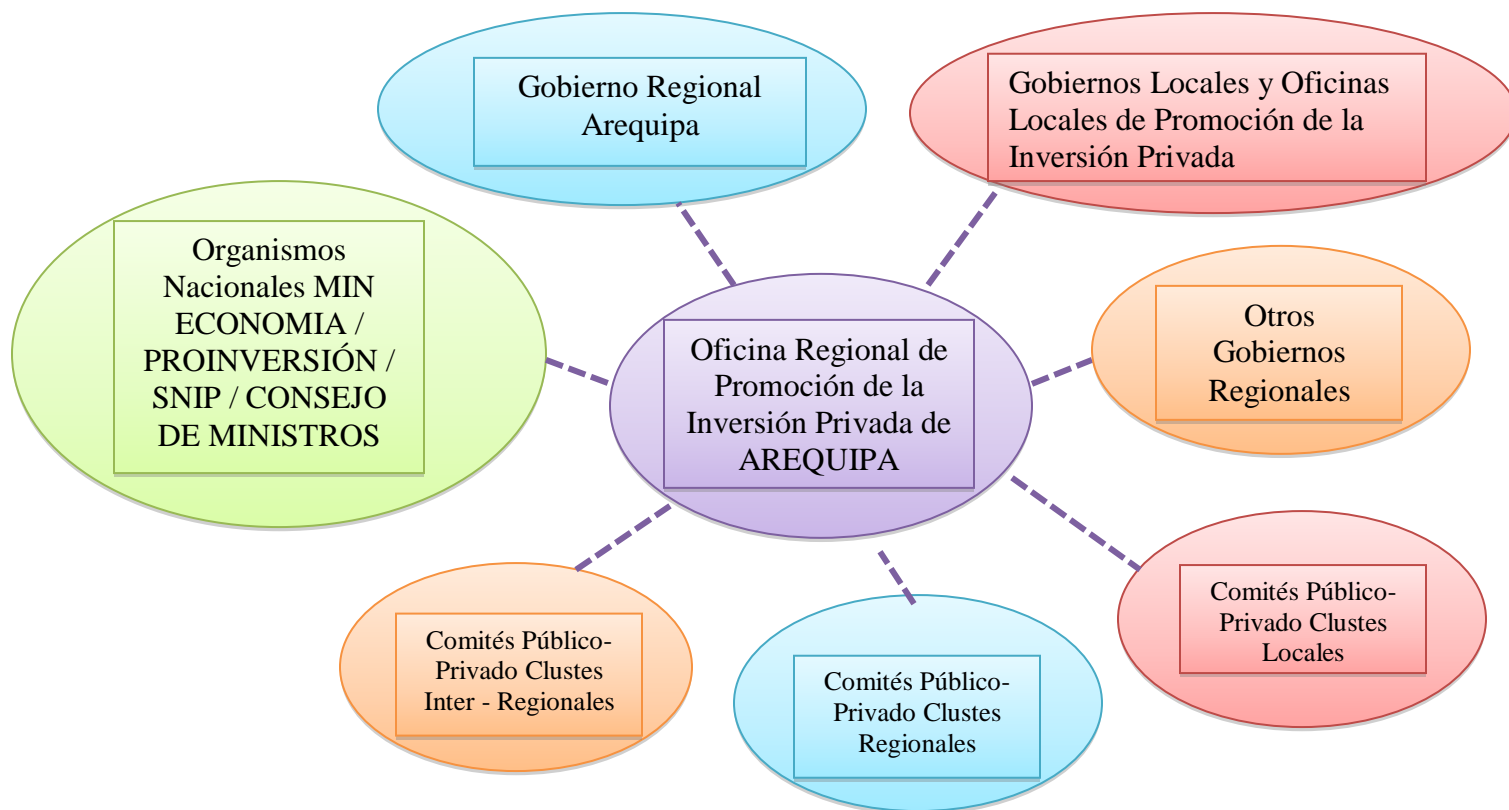 Gobierno Regional
Arequipa
Gobiernos Locales y Oficinas
Locales de Promoción de la
Inversión Privada
Organismos
Nacionales MIN
ECONOMIA /
PROINVERSIÓN /
SNIP / CONSEJO
DE MINISTROS
Oficina Regional de
Promoción de la
Inversión Privada de
AREQUIPA
Otros
Gobiernos
Regionales
Comités Público-
Privado Clustes
Inter - Regionales
Comités Público-
Privado Clustes
Regionales
Comités Público-
Privado Clustes
Locales